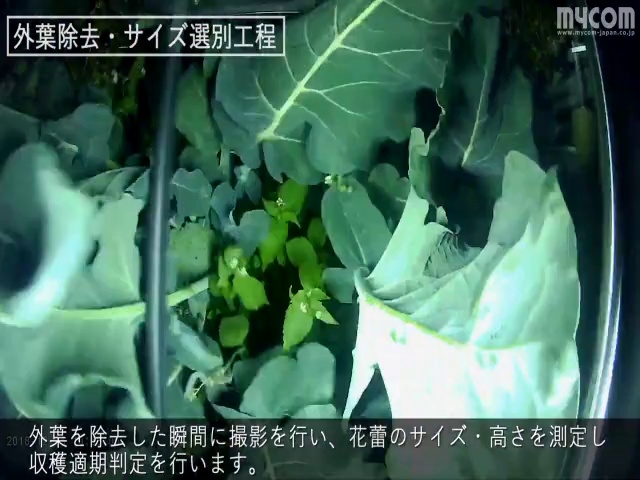 外葉除去・サイズ選別工程
mycom
www.mycom-japan.co.jp
2018
外葉を除去した瞬間に撮影を行い、花蕾のサイズ・高さを測定し
収穫適期判定を行います。